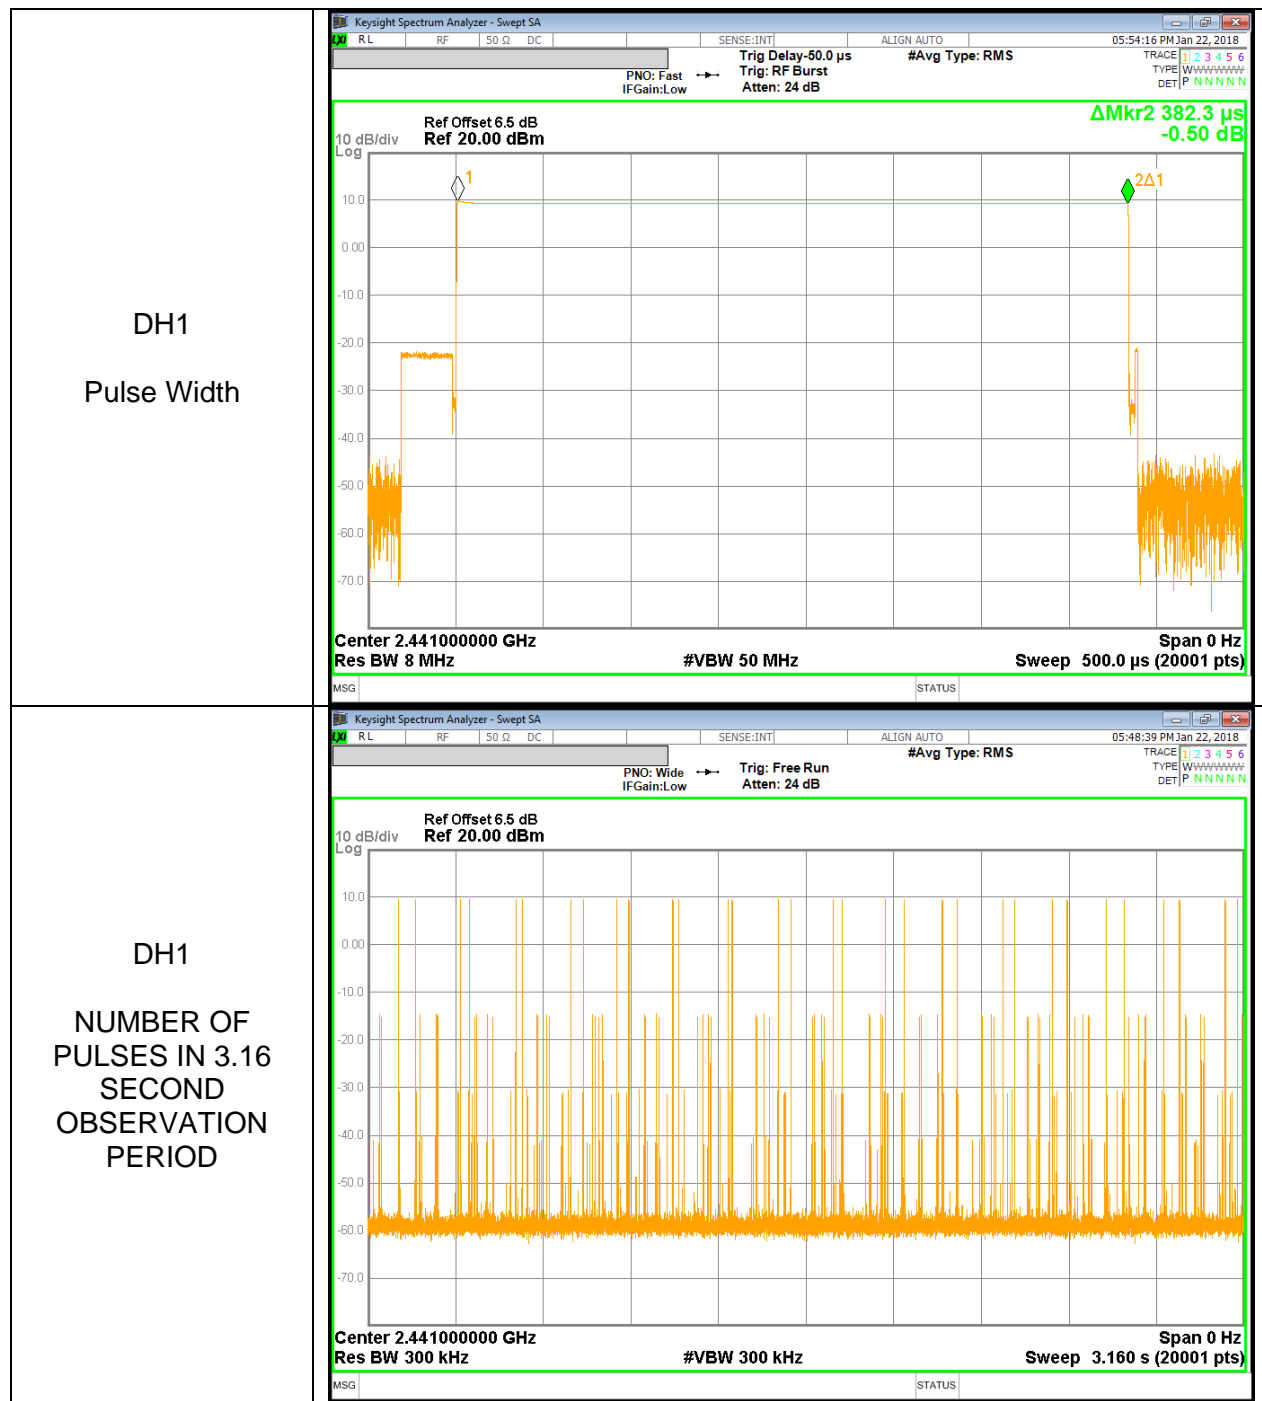 DH1
Pulse Width
Keysight Spectrum Analyzer - Swept SA
LXI RL RF 50 Ω DC SENSE:INT ALIGN AUTO 05:54:16 PM Jan 22, 2018
Trig Delay-50.0 µs #Avg Type: RMS TRACE 1 2 3 4 5 6
PNO: Fast Trig: RF Burst TYPE WWWWWW
IFGain:Low Atten: 24 dB DET P N N N N N
ΔMkr2 382.3 µs
-0.50 dB
Ref Offset 6.5 dB
10 dB/div Ref 20.00 dBm
Log
1
2Δ1
10.0
0.00
-10.0
-20.0
-30.0
-40.0
-50.0
-60.0
-70.0
Center 2.441000000 GHz Span 0 Hz
Res BW 8 MHz #VBW 50 MHz Sweep 500.0 µs (20001 pts)
MSG STATUS
DH1
NUMBER OF
PULSES IN 3.16
SECOND
OBSERVATION
PERIOD
Keysight Spectrum Analyzer - Swept SA
LXI RL RF 50 Ω DC SENSE:INT ALIGN AUTO 05:48:39 PM Jan 22, 2018
#Avg Type: RMS TRACE 1 2 3 4 5 6
PNO: Wide Trig: Free Run TYPE WWWWWW
IFGain:Low Atten: 24 dB DET P N N N N N
Ref Offset 6.5 dB
10 dB/div Ref 20.00 dBm
Log
10.0
0.00
-10.0
-20.0
-30.0
-40.0
-50.0
-60.0
-70.0
Center 2.441000000 GHz Span 0 Hz
Res BW 300 kHz #VBW 300 kHz Sweep 3.160 s (20001 pts)
MSG STATUS